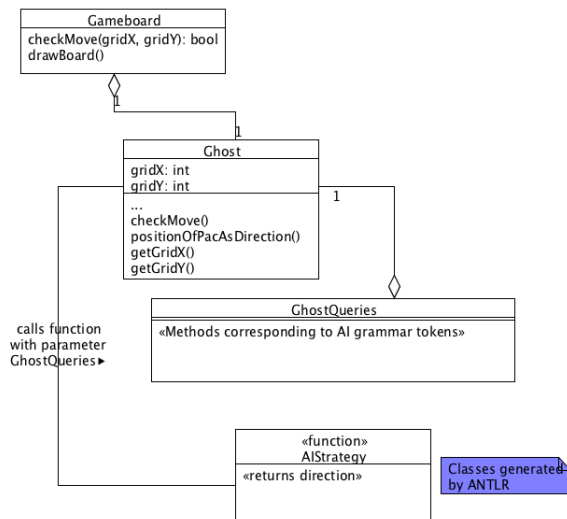 Gameboard
checkMove(gridX, gridY): bool
drawBoard()
1
1
Ghost
gridX: int
gridY: int
...
checkMove()
positionOfPacAsDirection()
getGridX()
getGridY()
1
GhostQueries
«Methods corresponding to AI grammar tokens»
calls function
with parameter
GhostQueries▶
«function»
AIStrategy
«returns direction»
Classes generated
by ANTLR